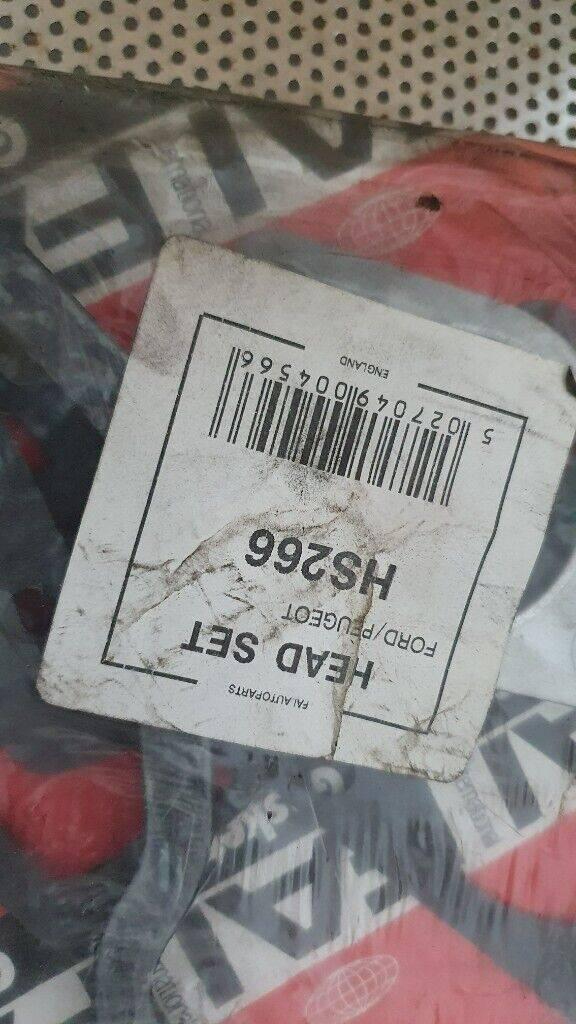 FAI AUTOPARTS
HEAD SET
FORD/PEUGEOT
HS266
5 027049 004566
ENGLAND